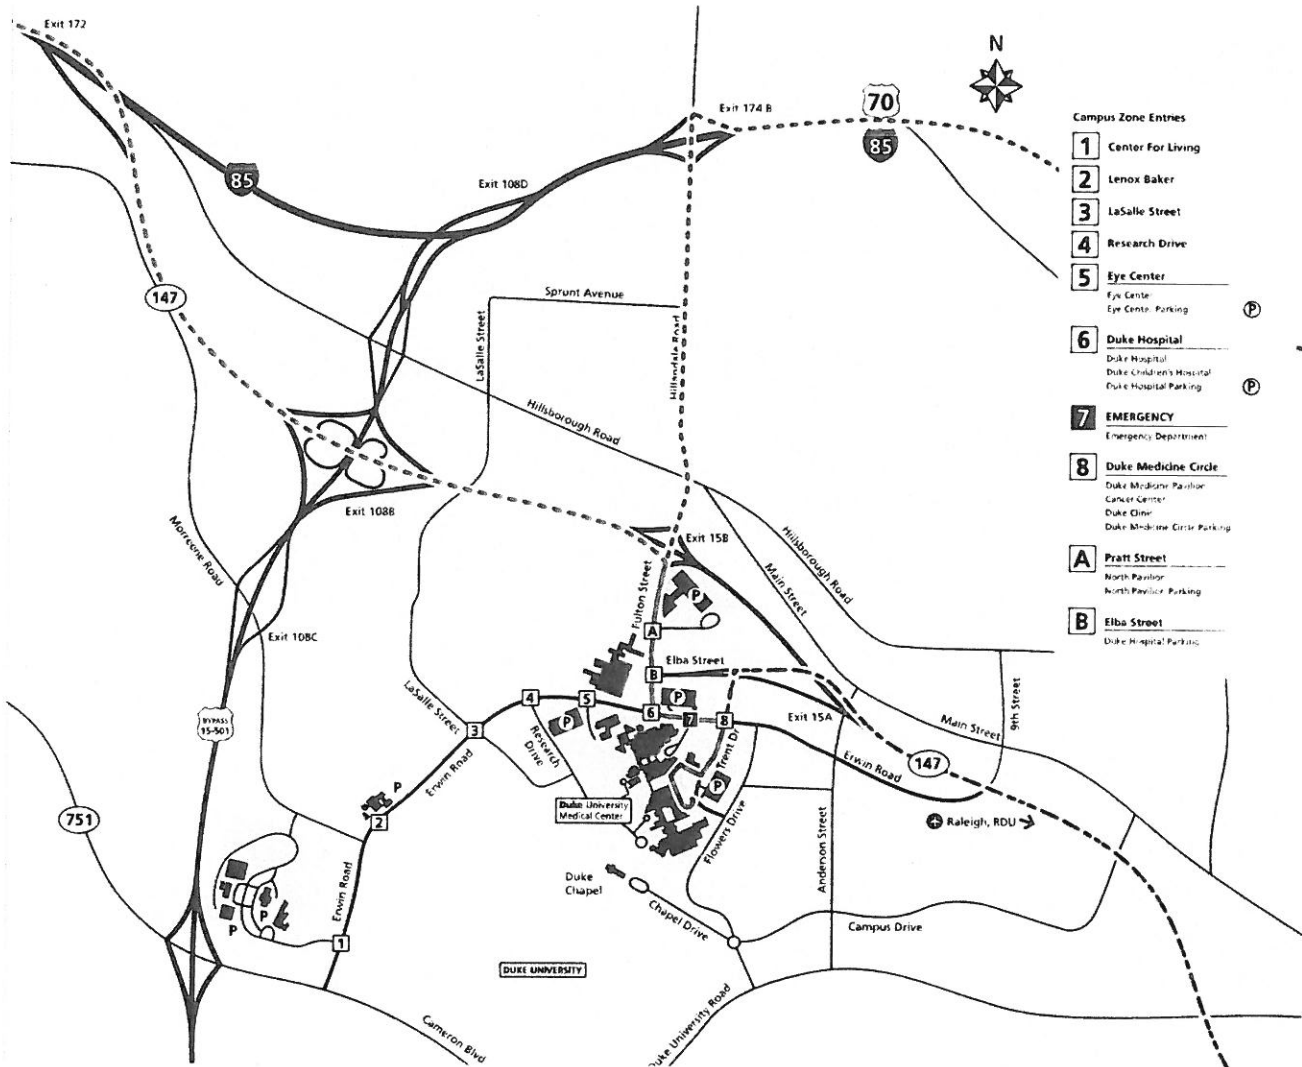 Exit 172
N
Exit 174 B
70
85
85
Exit 108D
147
Sprunt Avenue
LaSalle Street
Hillandale Road
Hillsborough Road
Exit 108B
Morreene Road
Exit 15B
Hillsborough Road
Main Street
Fulton Street
P
A
Exit 108C
Elba Street
B
LaSalle Street
4
5
P
6
7
8
Exit 15A
9th Street
Main Street
BYPASS
15-501
3
P
Research
Drive
Trent Dr
Erwin Road
147
Erwin Road
P
P
Duke University
Medical Center
751
2
Raleigh, RDU
Flowers Drive
Anderson Street
Duke
Chapel
Erwin Road
P
P
Chapel Drive
Campus Drive
1
DUKE UNIVERSITY
Cameron Blvd
Duke University Road
Campus Zone Entries
1 Center For Living
2 Lenox Baker
3 LaSalle Street
4 Research Drive
5 Eye Center
Eye Center
Eye Center Parking P
6 Duke Hospital
Duke Hospital
Duke Children's Hospital
Duke Hospital Parking P
7 EMERGENCY
Emergency Department
8 Duke Medicine Circle
Duke Medicine Pavilion
Cancer Center
Duke Clinic
Duke Medicine Circle Parking
A Pratt Street
North Pavilion
North Pavilion Parking
B Elba Street
Duke Hospital Parking